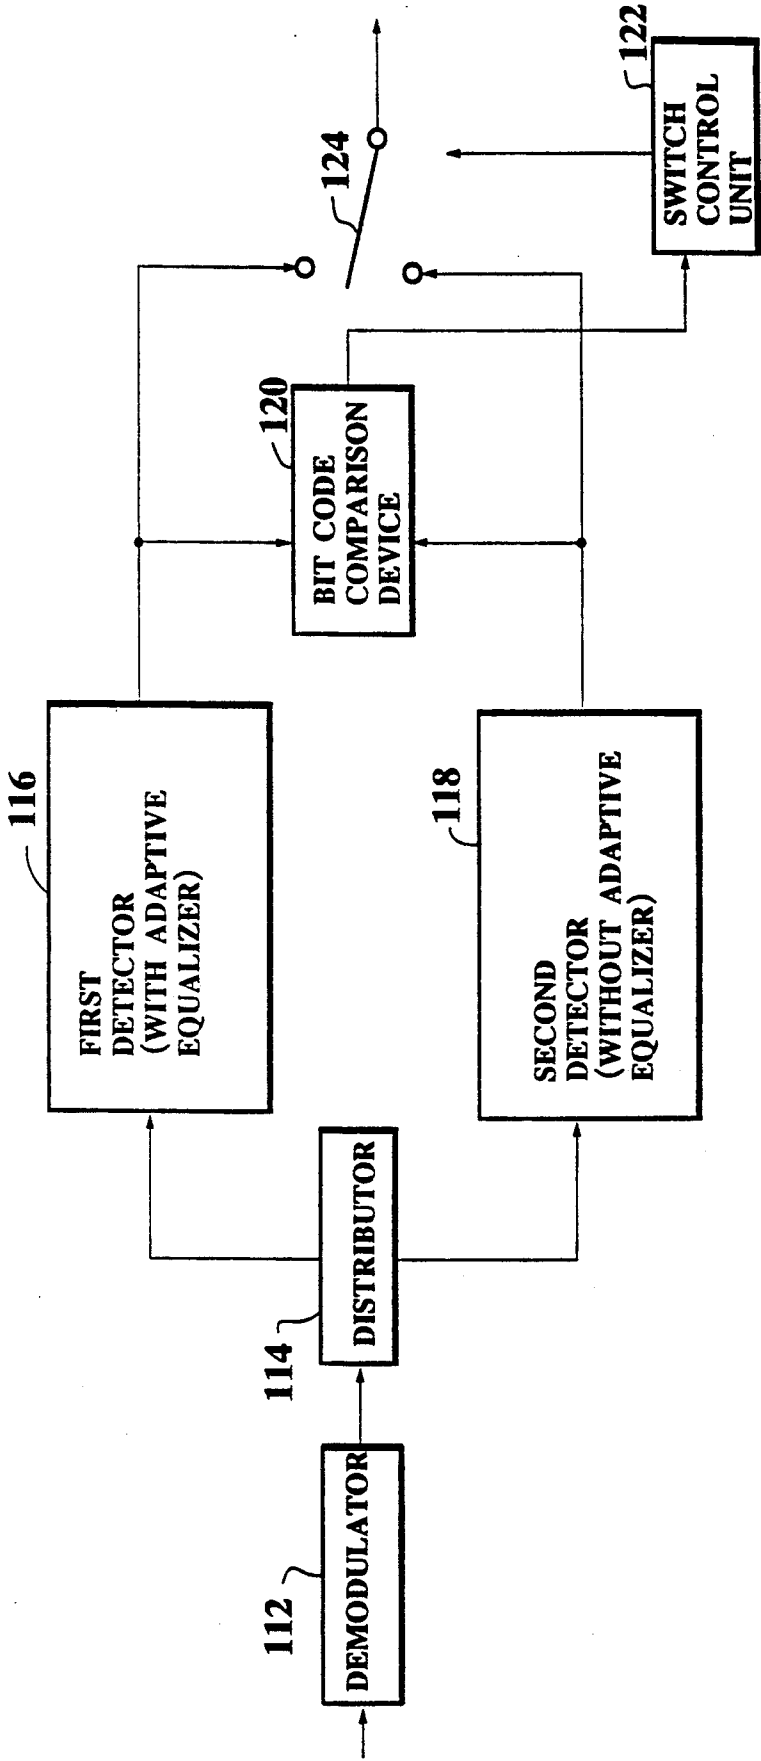 112
DEMODULATOR
114
DISTRIBUTOR
116
FIRST
DETECTOR
(WITH ADAPTIVE
EQUALIZER)
118
SECOND
DETECTOR
(WITHOUT ADAPTIVE
EQUALIZER)
120
BIT CODE
COMPARISON
DEVICE
124
122
SWITCH
CONTROL
UNIT